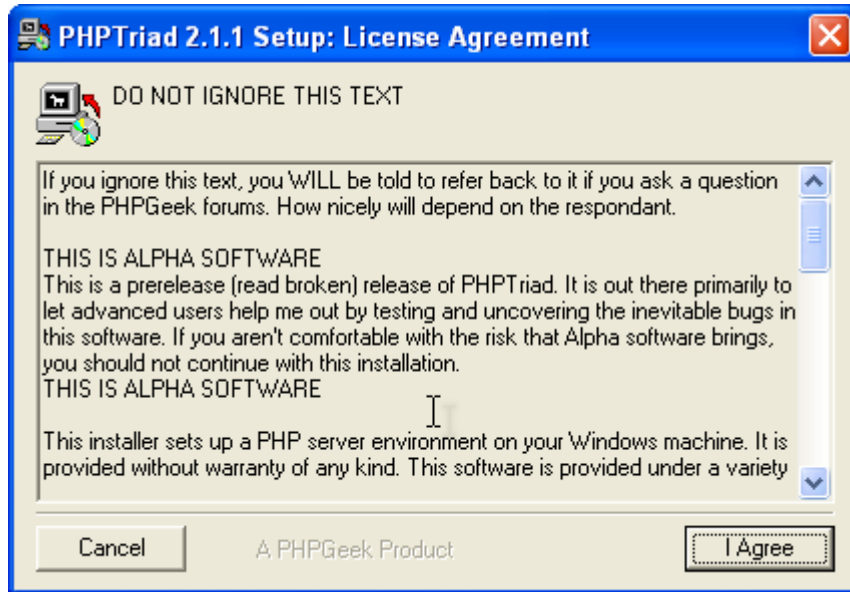 PHPTriad 2.1.1 Setup: License Agreement
DO NOT IGNORE THIS TEXT
If you ignore this text, you WILL be told to refer back to it if you ask a question
in the PHPGeek forums. How nicely will depend on the respondant.
THIS IS ALPHA SOFTWARE
This is a prerelease (read broken) release of PHPTriad. It is out there primarily to
let advanced users help me out by testing and uncovering the inevitable bugs in
this software. If you aren't comfortable with the risk that Alpha software brings,
you should not continue with this installation.
THIS IS ALPHA SOFTWARE
This installer sets up a PHP server environment on your Windows machine. It is
provided without warranty of any kind. This software is provided under a variety
Cancel
A PHPGeek Product
I Agree